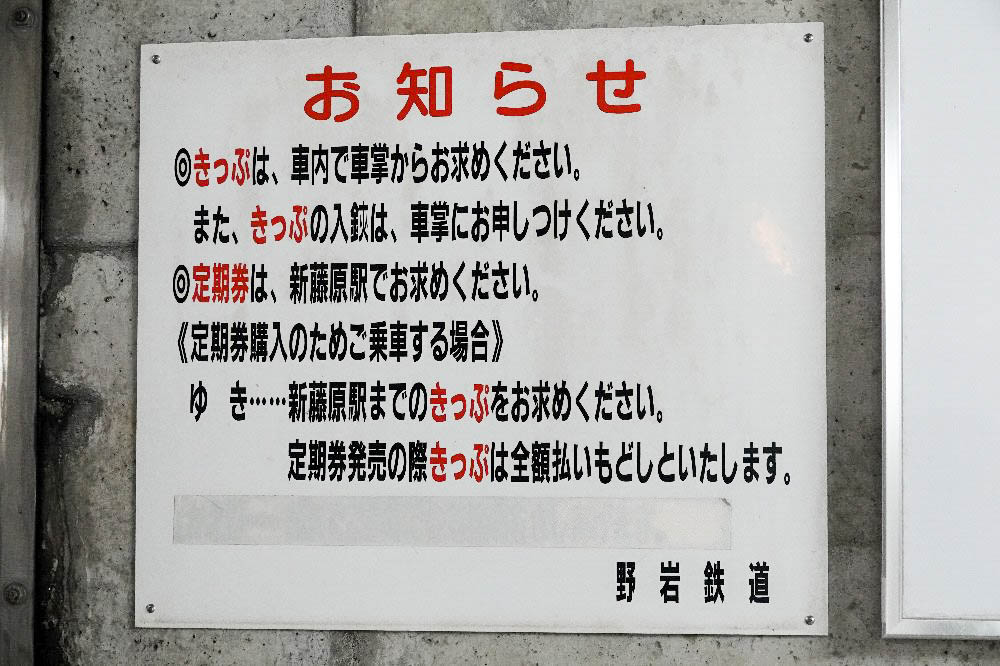 お知らせ
◎きっぷは、車内で車掌からお求めください。
また、きっぷの入鋏は、車掌にお申しつけください。
◎定期券は、新藤原駅でお求めください。
《定期券購入のためご乗車する場合》
ゆ き……新藤原駅までのきっぷをお求めください。
定期券発売の際きっぷは全額払いもどしといたします。
野岩鉄道